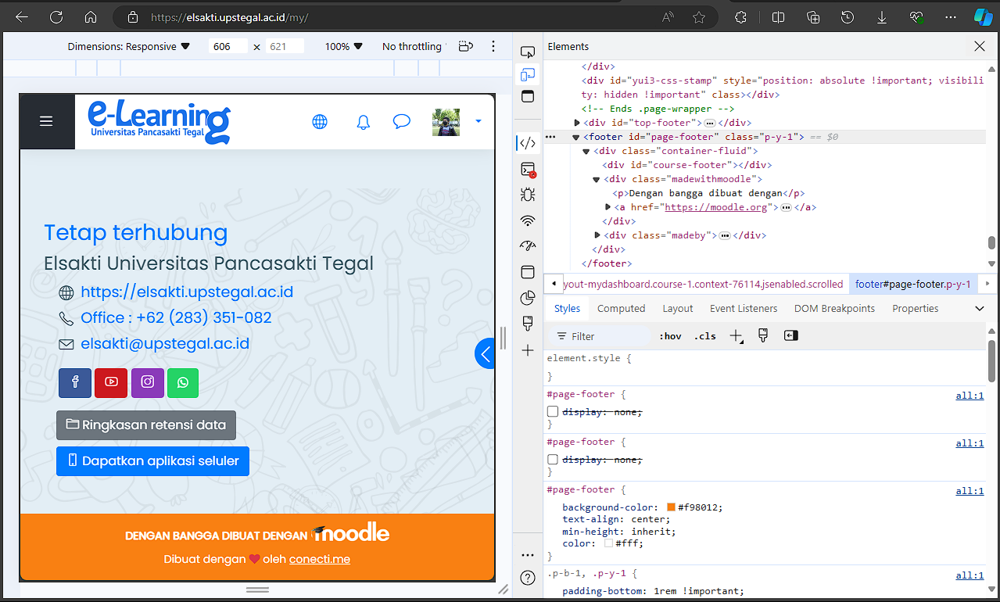 https://elsakti.upstegal.ac.id/my/
Dimensions: Responsive
606 × 621
100%
No throttling
e-Learning
Universitas Pancasakti Tegal
Tetap terhubung
Elsakti Universitas Pancasakti Tegal
https://elsakti.upstegal.ac.id
Office : +62 (283) 351-082
elsakti@upstegal.ac.id
Ringkasan retensi data
Dapatkan aplikasi seluler
DENGAN BANGGA DIBUAT DENGAN moodle
Dibuat dengan ❤ oleh conecti.me
Elements
</div>
<div id="yui3-css-stamp" style="position: absolute !important; visibili
ty: hidden !important" class></div>
<!-- Ends .page-wrapper -->
<div id="top-footer">…</div>
<footer id="page-footer" class="p-y-1"> == $0
<div class="container-fluid">
<div id="course-footer"></div>
<div class="madewithmoodle">
<p>Dengan bangga dibuat dengan</p>
<a href="https://moodle.org">…</a>
</div>
<div class="madeby">…</div>
</div>
</footer>
yout-mydashboard.course-1.context-76114.jsenabled.scrolled footer#page-footer.p-y-1
Styles Computed Layout Event Listeners DOM Breakpoints Properties
Filter :hov .cls
element.style {
}
#page-footer { all:1
display: none;
}
#page-footer { all:1
display: none;
}
#page-footer { all:1
background-color: #f98012;
text-align: center;
min-height: inherit;
color: #fff;
}
.p-b-1, .p-y-1 { all:1
padding-bottom: 1rem !important;